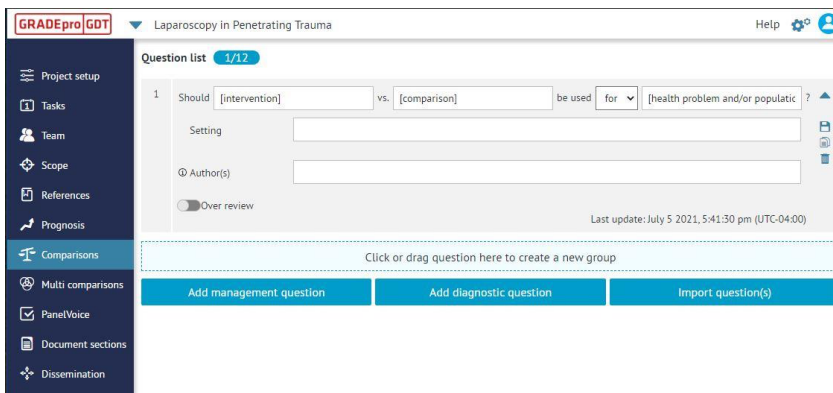 GRADEpro GDT Laparoscopy in Penetrating Trauma Help
Question list 1/12
Project setup
Tasks
Team
Scope
References
Prognosis
Comparisons
Multi comparisons
PanelVoice
Document sections
Dissemination
1 Should [intervention] vs. [comparison] be used for [health problem and/or populatic ?
Setting
Author(s)
Over review
Last update: July 5 2021, 5:41:30 pm (UTC-04:00)
Click or drag question here to create a new group
Add management question Add diagnostic question Import question(s)